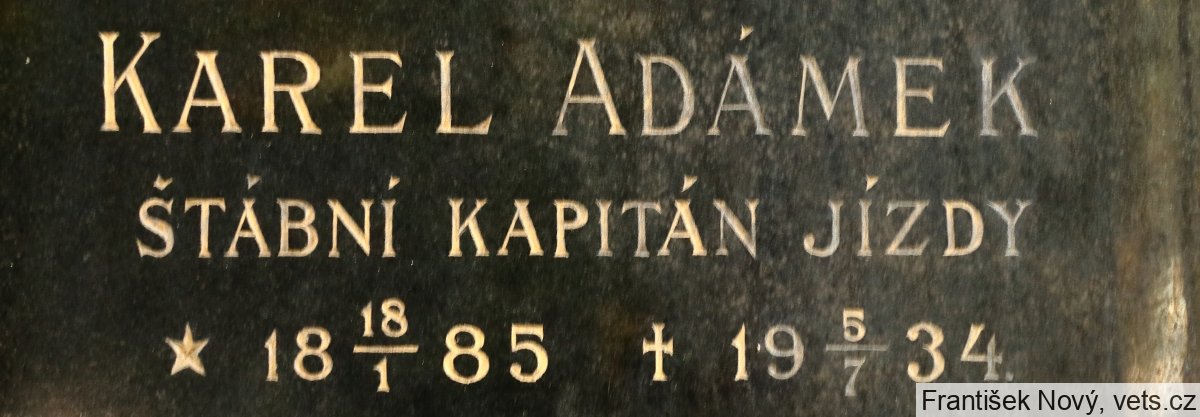 KAREL ADÁMEK
ŠTÁBNÍ KAPITÁN JÍZDY
★ 18 18/1 85 ✝ 19 5/7 34.
František Nový, vets.cz